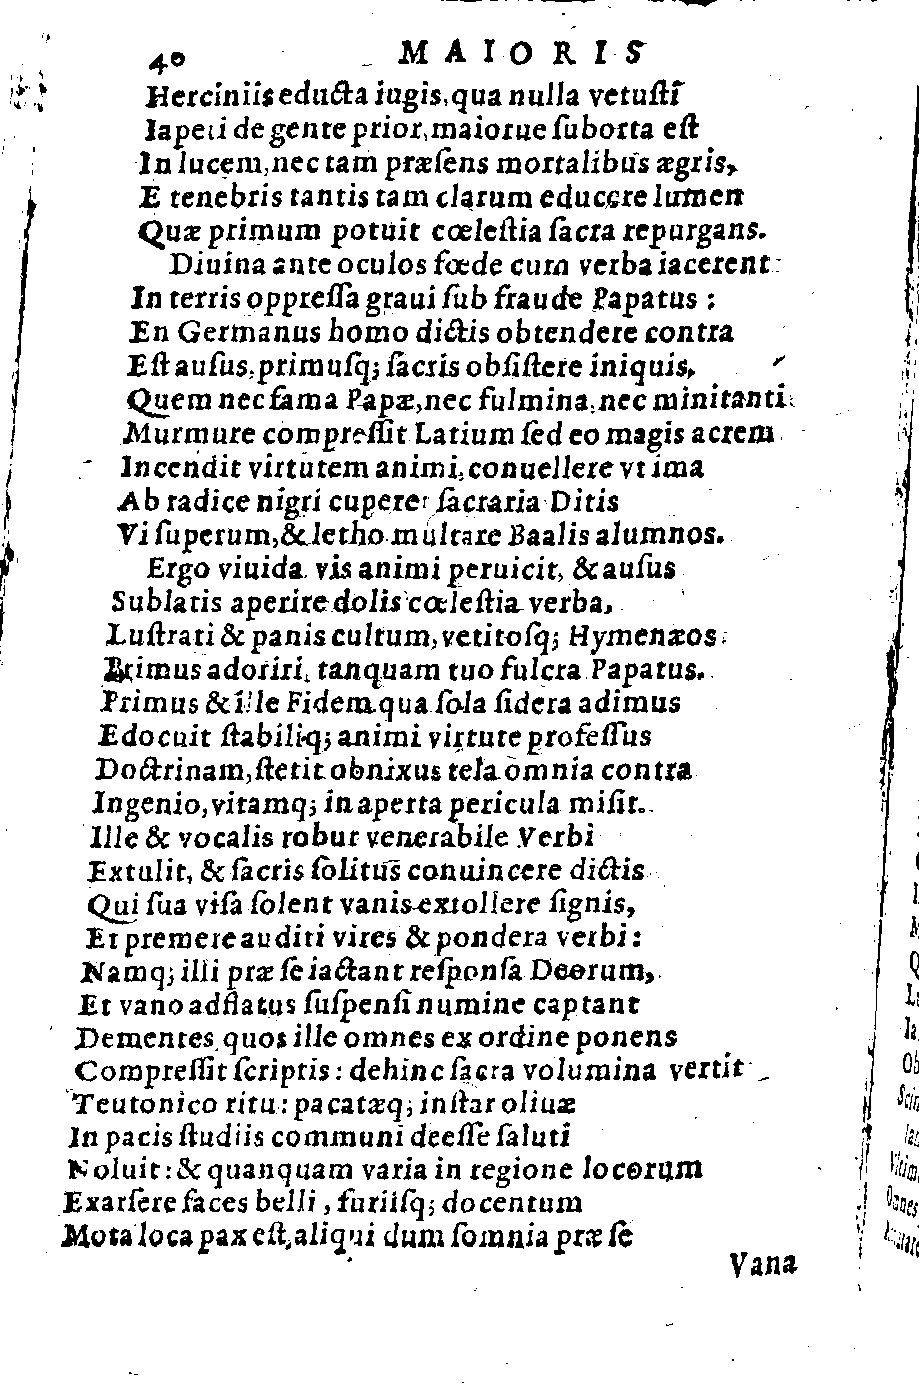 40 MAIORIS
Herciniis educta iugis, qua nulla vetusti
Iapeti de gente prior, maiorue suborta est
In lucem, nec tam præsens mortalibus ægris,
E tenebris tantis tam clarum educere lumen
Quæ primum potuit cœlestia sacra repurgans.
Diuina ante oculos fœde cum verba iacerent
In terris oppressa graui sub fraude Papatus:
En Germanus homo dictis obtendere contra
Est ausus, primusq; sacris obsistere iniquis,
Quem nec fama Papæ, nec fulmina, nec minitanti
Murmure compressit Latium sed eo magis acrem
Incendit virtutem animi, conuellere vt ima
Ab radice nigri cuperet sacraria Ditis
Vi superum, & letho multare Baalis alumnos.
Ergo viuida vis animi peruicit, & ausus
Sublatis aperire dolis cœlestia verba,
Lustrati & panis cultum, vetitosq; Hymenæos
Primus adoriri, tanquam tuo fulcra Papatus.
Primus & ille Fidem qua sola sidera adimus
Edocuit stabiliq; animi virtute professus
Doctrinam, stetit obnixus tela omnia contra
Ingenio, vitamq; in aperta pericula misit.
Ille & vocalis robur venerabile Verbi
Extulit, & sacris solitus conuincere dictis
Qui sua visa solent vanis extollere signis,
Et premere auditi vires & pondera verbi:
Namq; illi præ se iactant responsa Deorum,
Et vano adflatus suspensi numine captant
Dementes, quos ille omnes ex ordine ponens
Compressit scriptis: dehinc sacra volumina vertit
Teutonico ritu: pacatæq; instar oliuæ
In pacis studiis communi deesse saluti
Noluit: & quanquam varia in regione locorum
Exarsere faces belli, furiisq; docentum
Mota loca pax est, aliqui dum somnia præ se
Vana